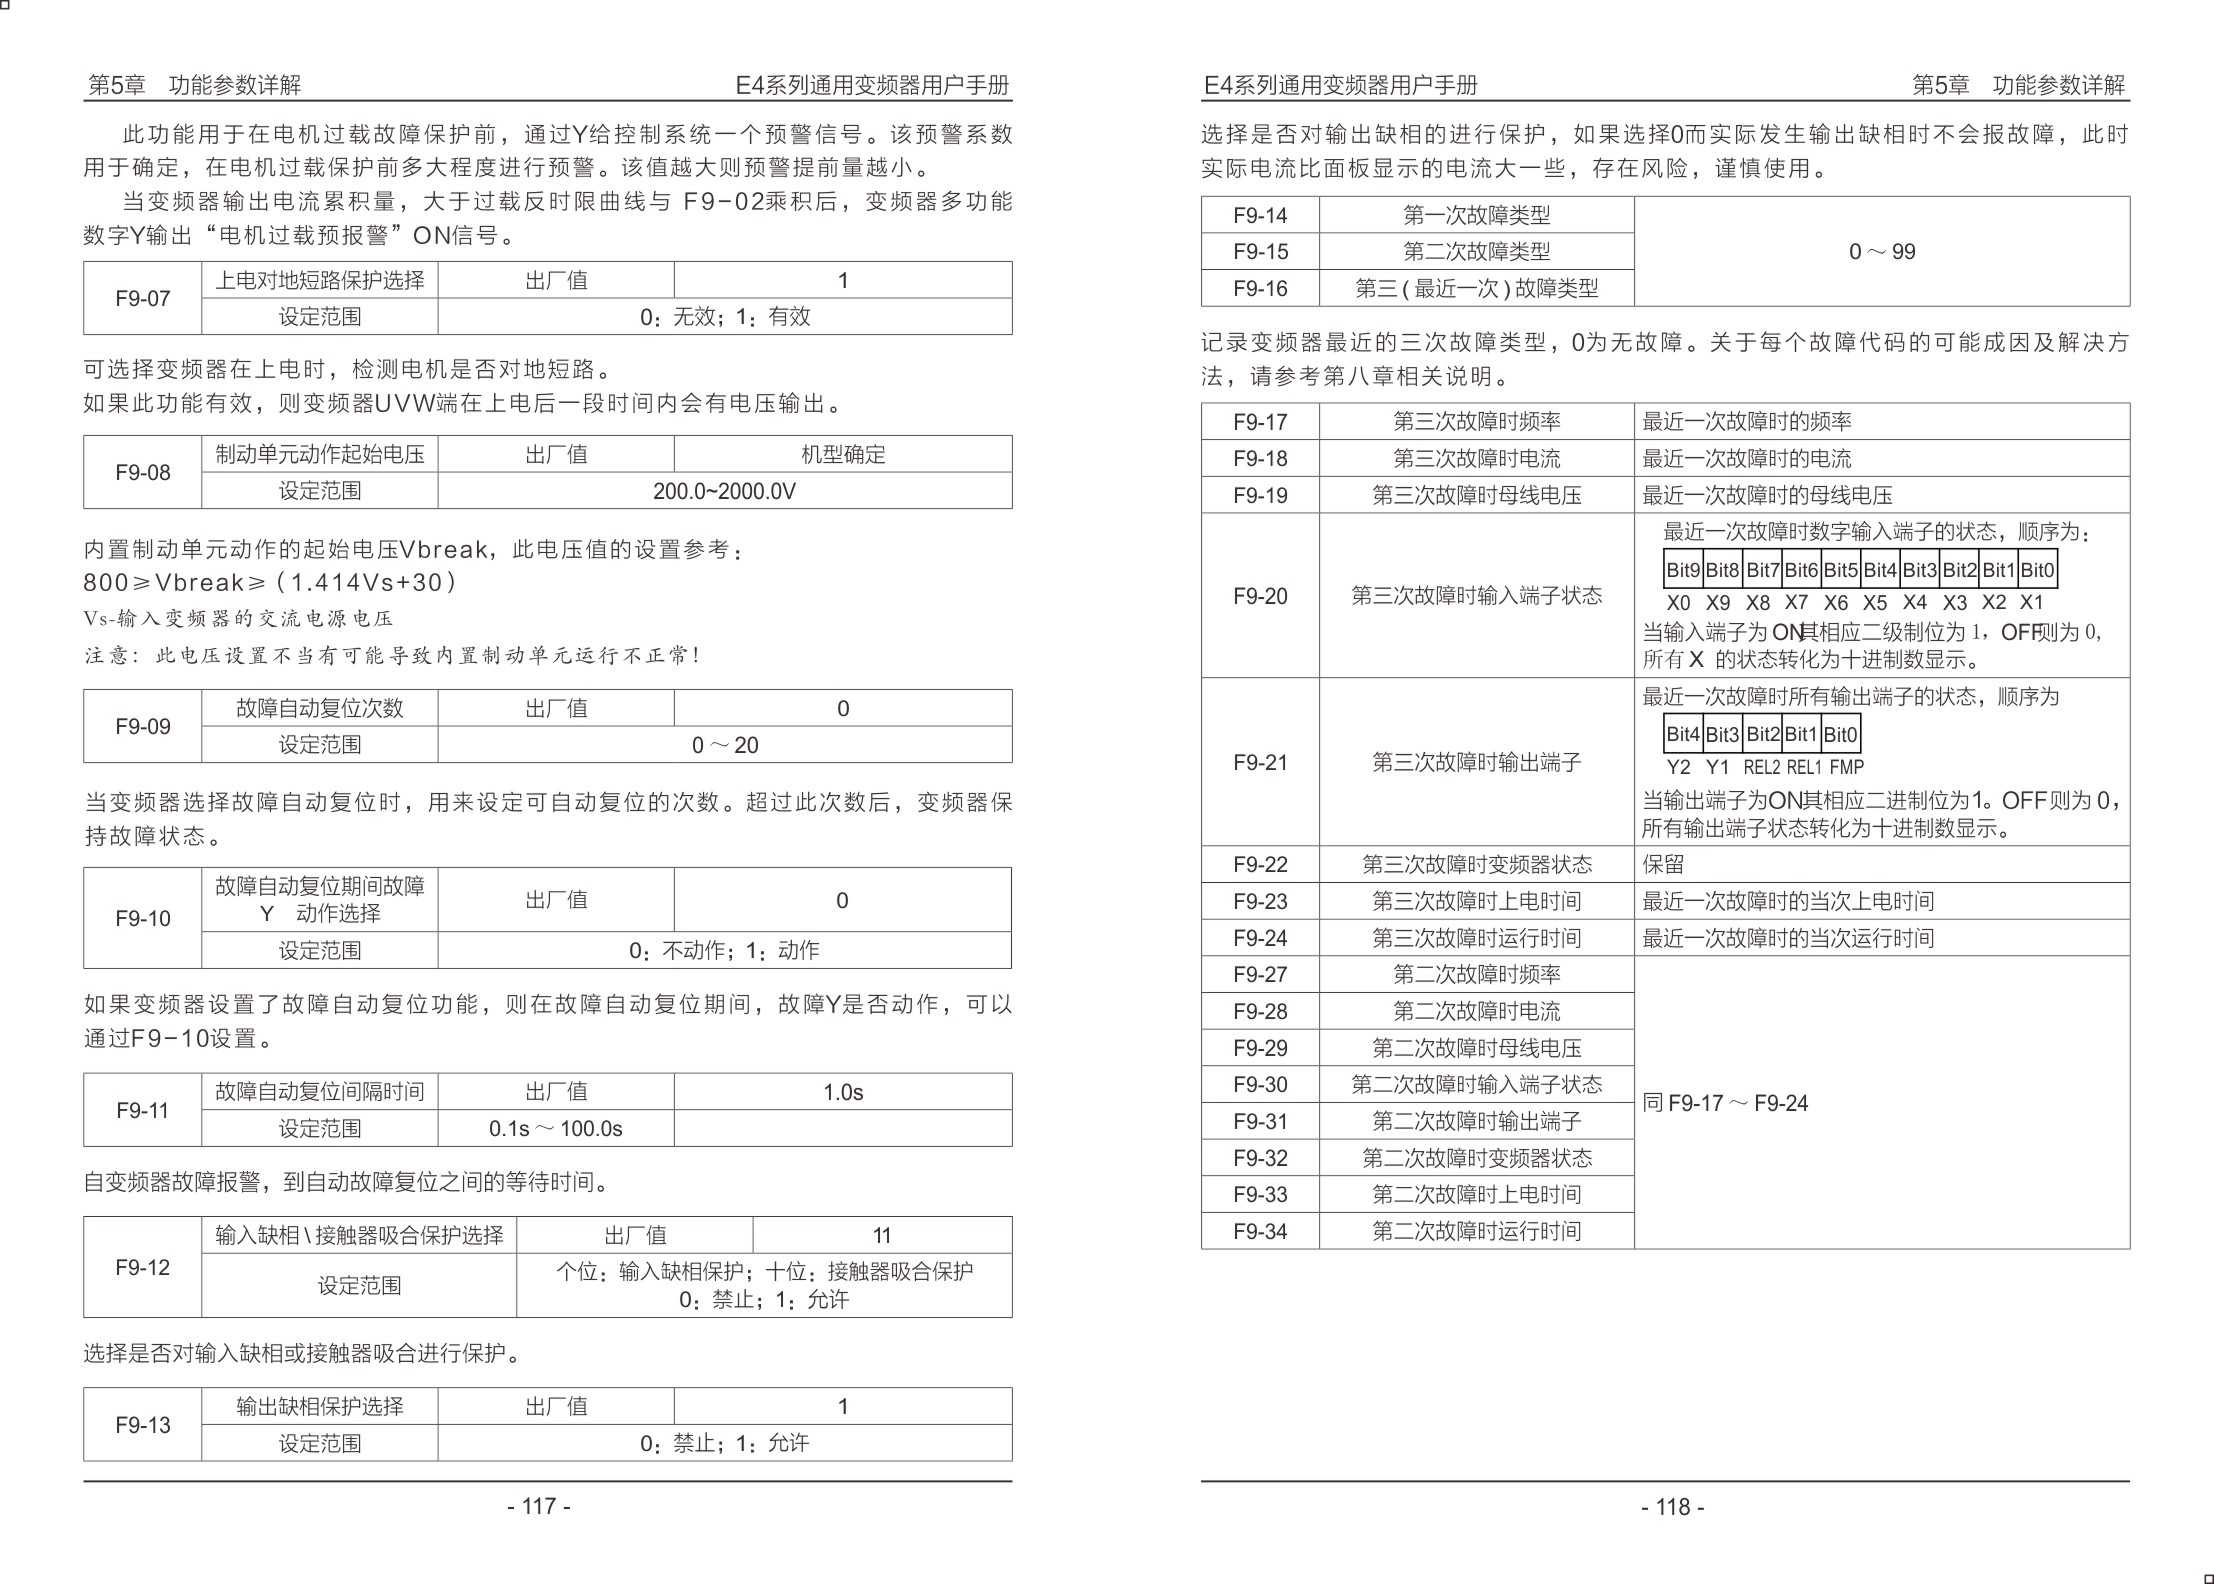 第5章　功能参数详解　E4系列通用变频器用户手册
此功能用于在电机过载故障保护前，通过Y给控制系统一个预警信号。该预警系数
用于确定，在电机过载保护前多大程度进行预警。该值越大则预警提前量越小。
当变频器输出电流累积量，大于过载反时限曲线与 F9-02乘积后，变频器多功能
数字Y输出“电机过载预报警”ON信号。
F9-07　上电对地短路保护选择　出厂值　1
设定范围　0：无效；1：有效
可选择变频器在上电时，检测电机是否对地短路。
如果此功能有效，则变频器UVW端在上电后一段时间内会有电压输出。
F9-08　制动单元动作起始电压　出厂值　机型确定
设定范围　200.0~2000.0V
内置制动单元动作的起始电压Vbreak，此电压值的设置参考：
800≥Vbreak≥（1.414Vs+30）
Vs-输入变频器的交流电源电压
注意：此电压设置不当有可能导致内置制动单元运行不正常！
F9-09　故障自动复位次数　出厂值　0
设定范围　0～20
当变频器选择故障自动复位时，用来设定可自动复位的次数。超过此次数后，变频器保
持故障状态。
F9-10　故障自动复位期间故障　出厂值　0
Y　动作选择
设定范围　0：不动作；1：动作
如果变频器设置了故障自动复位功能，则在故障自动复位期间，故障Y是否动作，可以
通过F9-10设置。
F9-11　故障自动复位间隔时间　出厂值　1.0s
设定范围　0.1s～100.0s
自变频器故障报警，到自动故障复位之间的等待时间。
F9-12　输入缺相\接触器吸合保护选择　出厂值　11
设定范围　个位：输入缺相保护；十位：接触器吸合保护
0：禁止；1：允许
选择是否对输入缺相或接触器吸合进行保护。
F9-13　输出缺相保护选择　出厂值　1
设定范围　0：禁止；1：允许
- 117 -
E4系列通用变频器用户手册　第5章　功能参数详解
选择是否对输出缺相的进行保护，如果选择0而实际发生输出缺相时不会报故障，此时
实际电流比面板显示的电流大一些，存在风险，谨慎使用。
F9-14　第一次故障类型
F9-15　第二次故障类型　0～99
F9-16　第三(最近一次)故障类型
记录变频器最近的三次故障类型，0为无故障。关于每个故障代码的可能成因及解决方
法，请参考第八章相关说明。
F9-17　第三次故障时频率　最近一次故障时的频率
F9-18　第三次故障时电流　最近一次故障时的电流
F9-19　第三次故障时母线电压　最近一次故障时的母线电压
F9-20　第三次故障时输入端子状态　最近一次故障时数字输入端子的状态，顺序为：
Bit9 Bit8 Bit7 Bit6 Bit5 Bit4 Bit3 Bit2 Bit1 Bit0
X0 X9 X8 X7 X6 X5 X4 X3 X2 X1
当输入端子为ON其相应二级制位为1，OFF则为0，
所有X 的状态转化为十进制数显示。
F9-21　第三次故障时输出端子　最近一次故障时所有输出端子的状态，顺序为
Bit4 Bit3 Bit2 Bit1 Bit0
Y2 Y1 REL2 REL1 FMP
当输出端子为ON其相应二进制位为1。OFF则为0，
所有输出端子状态转化为十进制数显示。
F9-22　第三次故障时变频器状态　保留
F9-23　第三次故障时上电时间　最近一次故障时的当次上电时间
F9-24　第三次故障时运行时间　最近一次故障时的当次运行时间
F9-27　第二次故障时频率
F9-28　第二次故障时电流
F9-29　第二次故障时母线电压
F9-30　第二次故障时输入端子状态
同F9-17～F9-24
F9-31　第二次故障时输出端子
F9-32　第二次故障时变频器状态
F9-33　第二次故障时上电时间
F9-34　第二次故障时运行时间
- 118 -